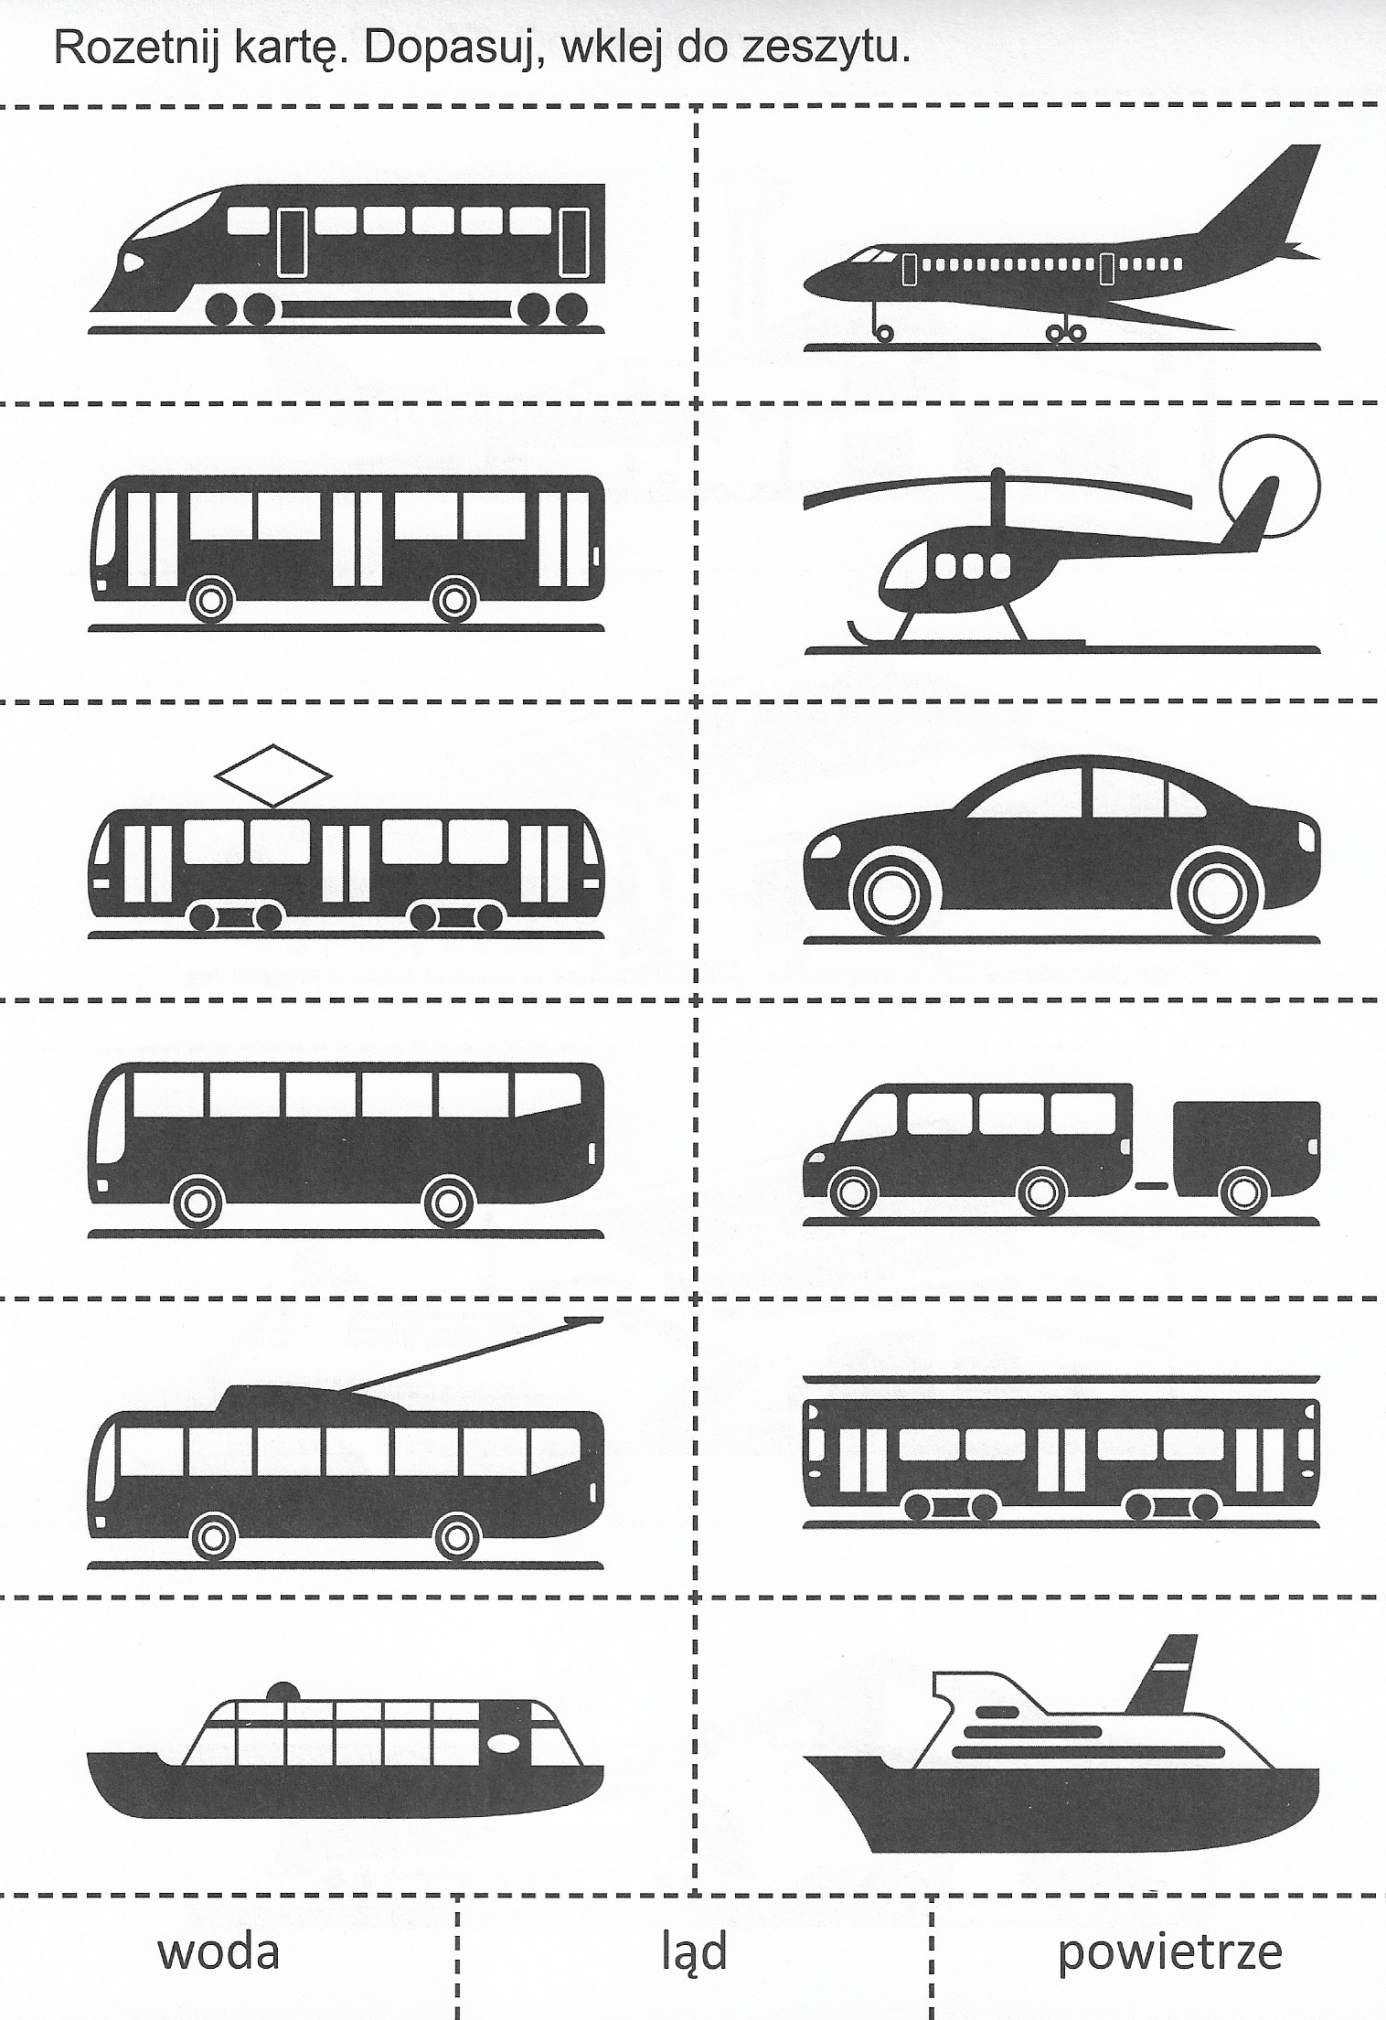 Rozetnij kartę. Dopasuj, wklej do zeszytu.
woda
ląd
powietrze